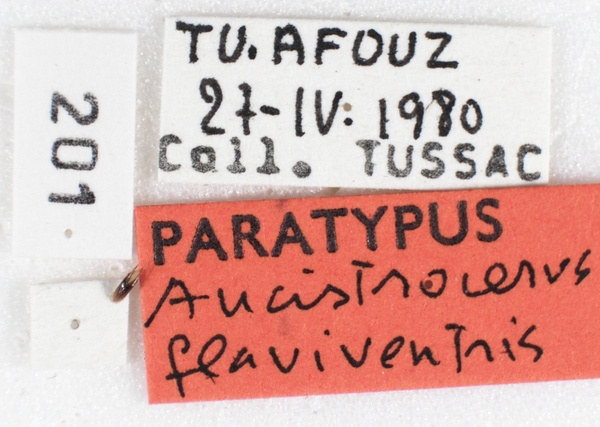 201
TU. AFOUZ
27-IV: 1980
Coll. TUSSAC
PARATYPUS
Ancistrocerus
flaviventris